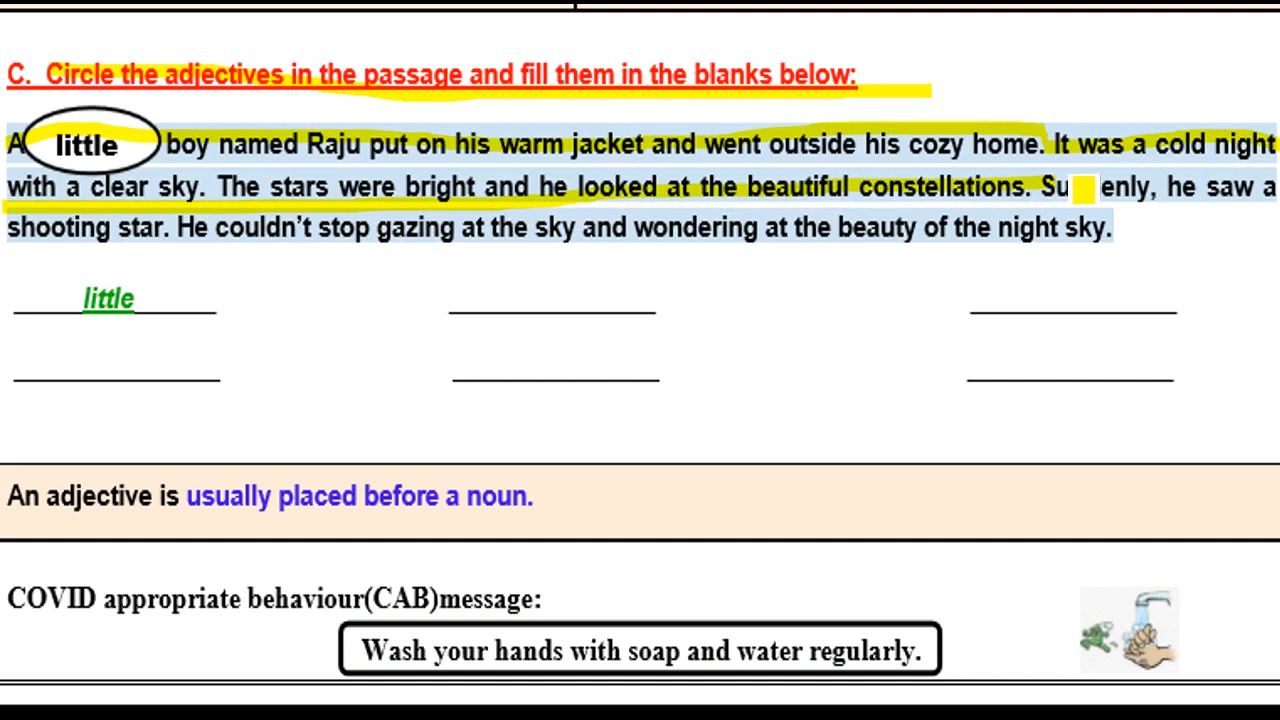 C. Circle the adjectives in the passage and fill them in the blanks below:
A little boy named Raju put on his warm jacket and went outside his cozy home. It was a cold night
with a clear sky. The stars were bright and he looked at the beautiful constellations. Su enly, he saw a
shooting star. He couldn't stop gazing at the sky and wondering at the beauty of the night sky.
little
An adjective is usually placed before a noun.
COVID appropriate behaviour(CAB)message:
Wash your hands with soap and water regularly.